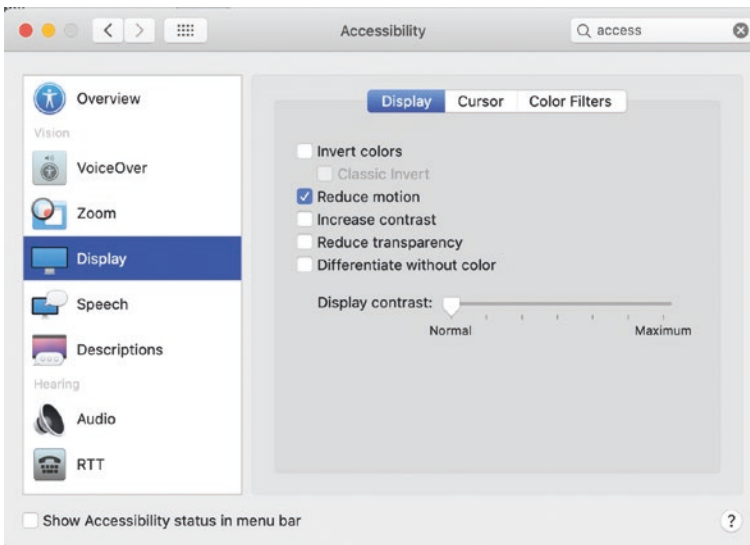 Accessibility
access
Overview
Vision
VoiceOver
Zoom
Display
Speech
Descriptions
Hearing
Audio
RTT
Display Cursor Color Filters
Invert colors
Classic Invert
Reduce motion
Increase contrast
Reduce transparency
Differentiate without color
Display contrast:
Normal Maximum
Show Accessibility status in menu bar
?